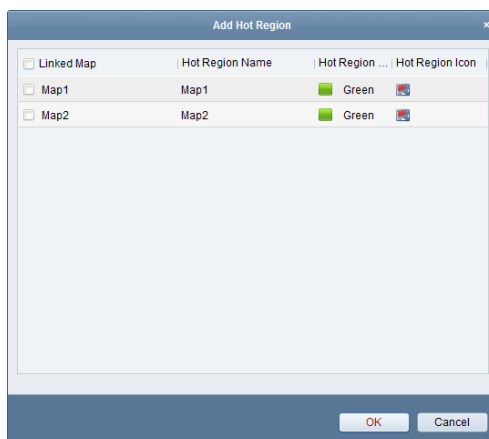 Add Hot Region ×
Linked Map Hot Region Name Hot Region ... Hot Region Icon
Map1 Map1 Green
Map2 Map2 Green
OK Cancel